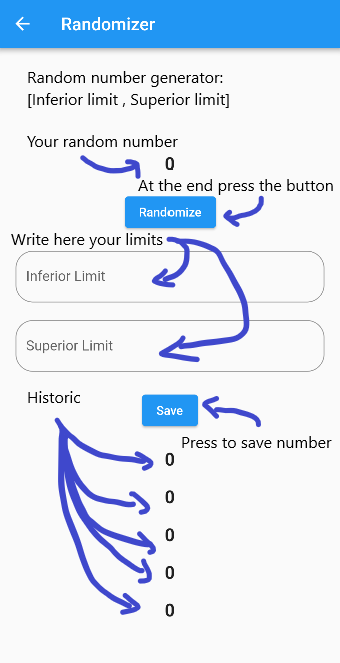 Randomizer
Random number generator:
[Inferior limit , Superior limit]
Your random number
0
At the end press the button
Randomize
Write here your limits
Inferior Limit
Superior Limit
Historic
Save
Press to save number
0
0
0
0
0